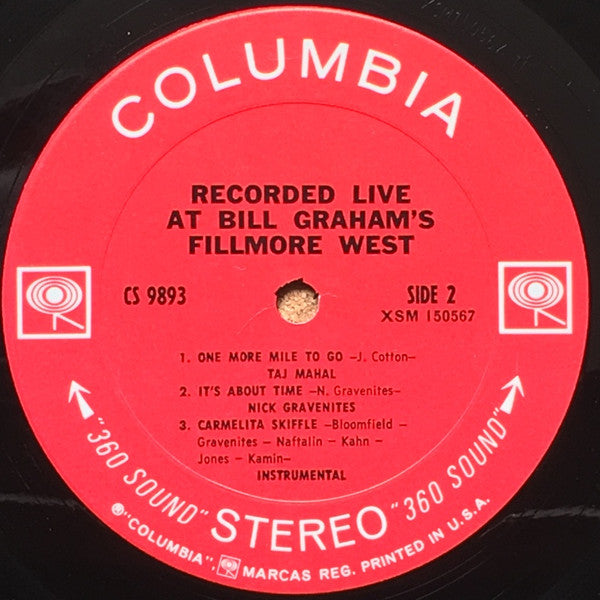 COLUMBIA
RECORDED LIVE
AT BILL GRAHAM'S
FILLMORE WEST
CS 9893
SIDE 2
XSM 150567
1. ONE MORE MILE TO GO –J. Cotton–
TAJ MAHAL
2. IT'S ABOUT TIME –N. Gravenites–
NICK GRAVENITES
3. CARMELITA SKIFFLE –Bloomfield –
Gravenites – Naftalin – Kahn –
Jones – Kamin–
INSTRUMENTAL
"360 SOUND" STEREO "360 SOUND"
®"COLUMBIA", MARCAS REG. PRINTED IN U.S.A.